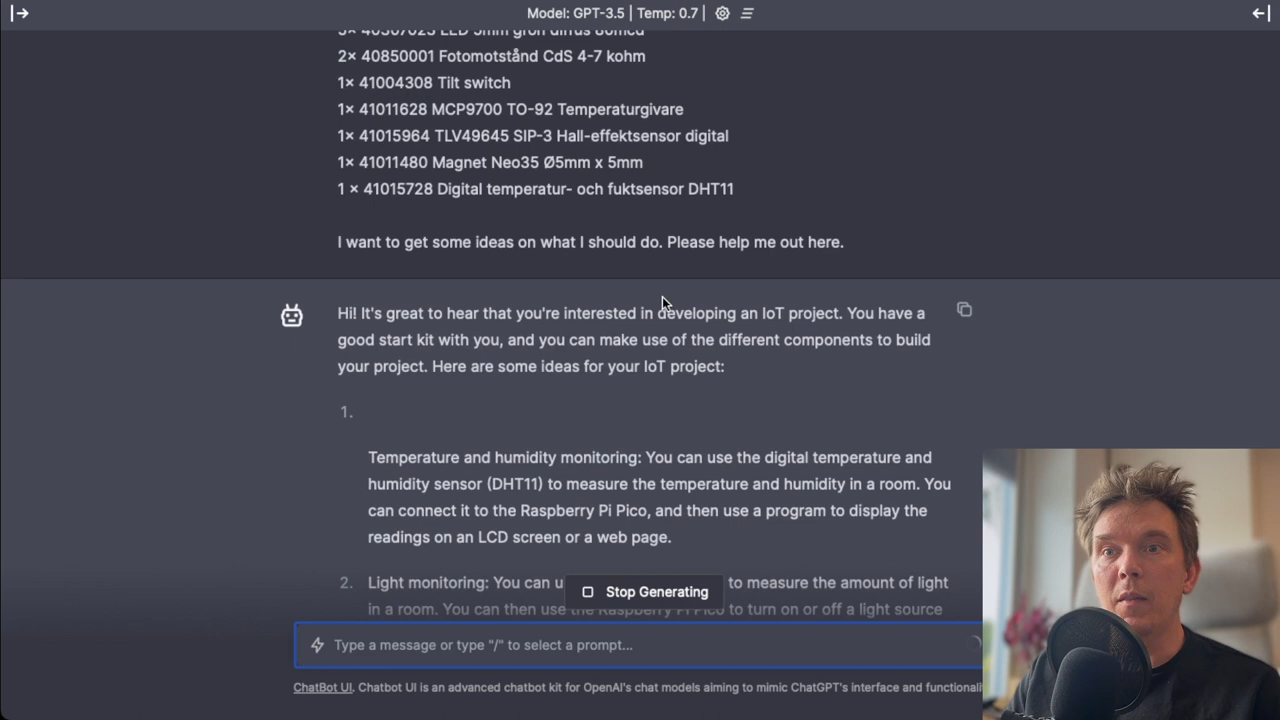 Model: GPT-3.5 | Temp: 0.7 |
2× 40850001 Fotomotstånd CdS 4-7 kohm
1× 41004308 Tilt switch
1× 41011628 MCP9700 TO-92 Temperaturgivare
1× 41015964 TLV49645 SIP-3 Hall-effektsensor digital
1× 41011480 Magnet Neo35 Ø5mm x 5mm
1 × 41015728 Digital temperatur- och fuktsensor DHT11
I want to get some ideas on what I should do. Please help me out here.
Hi! It's great to hear that you're interested in developing an IoT project. You have a
good start kit with you, and you can make use of the different components to build
your project. Here are some ideas for your IoT project:
1.
Temperature and humidity monitoring: You can use the digital temperature and
humidity sensor (DHT11) to measure the temperature and humidity in a room. You
can connect it to the Raspberry Pi Pico, and then use a program to display the
readings on an LCD screen or a web page.
2. Light monitoring: You can u
Stop Generating
to measure the amount of light
in a room. You can then use the Raspberry Pi Pico to turn on or off a light source
Type a message or type "/" to select a prompt...
ChatBot UI. Chatbot UI is an advanced chatbot kit for OpenAI's chat models aiming to mimic ChatGPT's interface and functionali